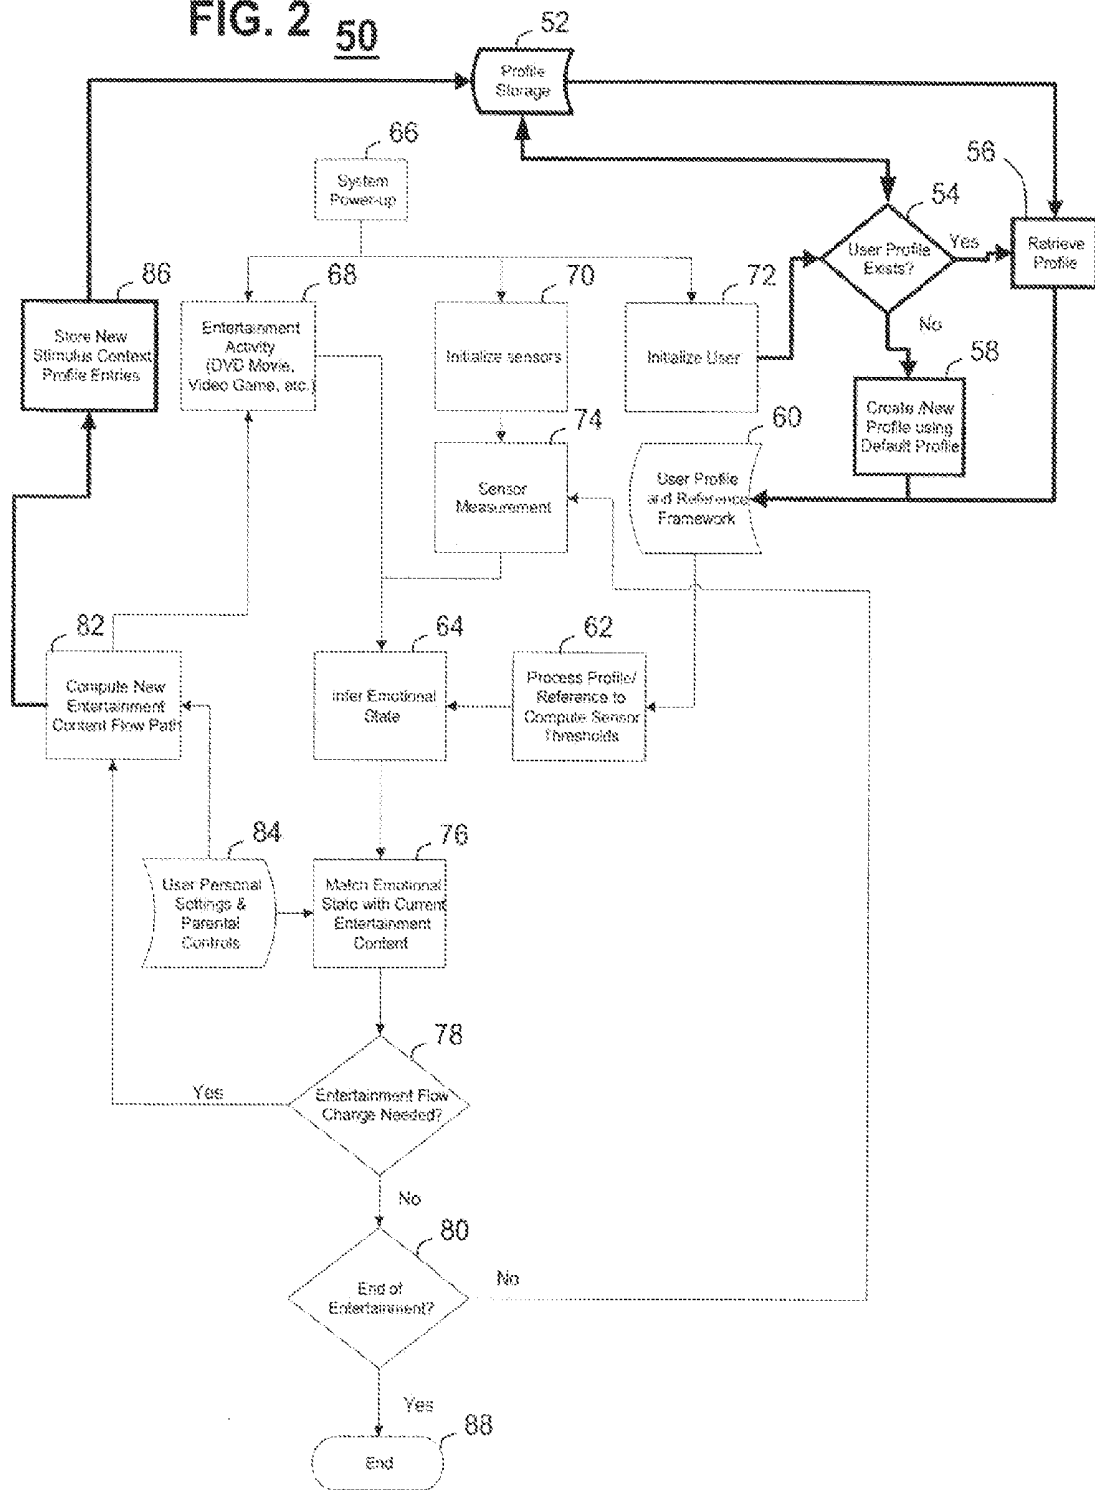 FIG. 2
50
52
Profile
Storage
66
System
Power-up
56
54
User Profile
Exists?
Yes
Retrieve
Profile
86
68
70
72
No
Store New
Stimulus Context
Profile Entries
Entertainment
Activity
(DVD Movie,
Video Game, etc.)
Initialize sensors
Initialize User
58
Create /New
Profile using
Default Profile
74
60
Sensor
Measurement
User Profile
and Reference
Framework
82
64
62
Compute New
Entertainment
Content Flow Path
Infer Emotional
State
Process Profile/
Reference to
Compute Sensor
Thresholds
84
76
User Personal
Settings &
Parental
Controls
Match Emotional
State with Current
Entertainment
Content
78
Yes
Entertainment Flow
Change Needed?
No
80
End of
Entertainment?
No
Yes
88
End